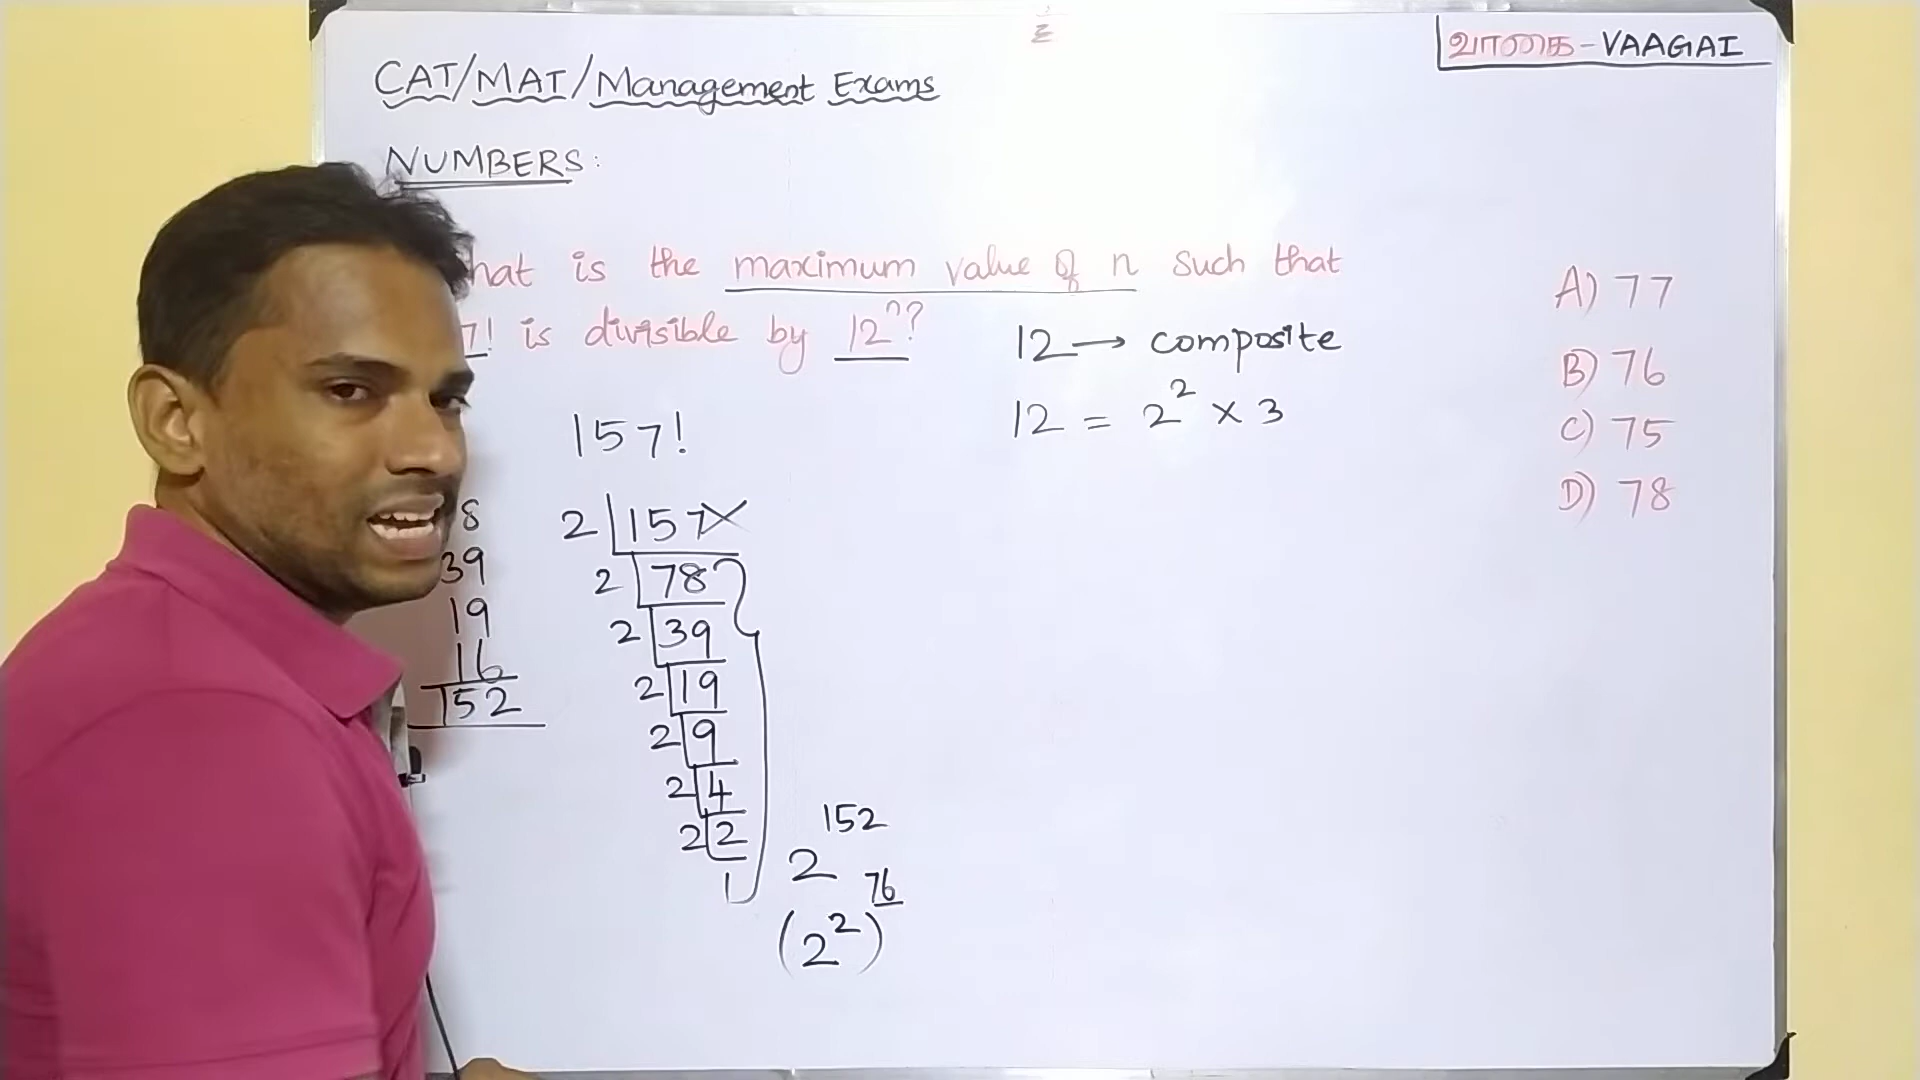 வாகை - VAAGAI
CAT/MAT/Management Exams
NUMBERS:
hat is the maximum value of n such that
7! is divisible by 12ⁿ?
12 → composite
12 = 2² × 3
A) 77
B) 76
C) 75
D) 78
157!
8
39
19
16
152
2 157 ×
2 78
2 39
2 19
2 9
2 4
2 2
1
2¹⁵²
(2²)⁷⁶